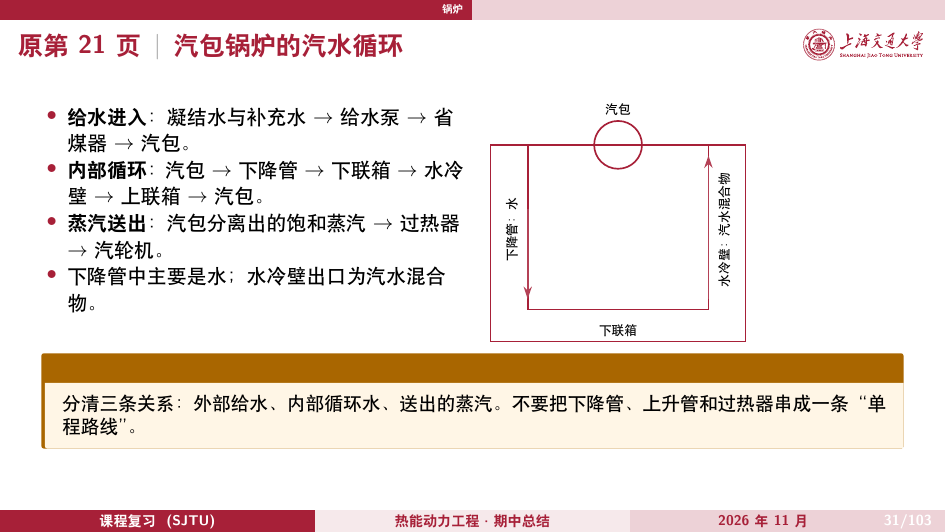 锅炉
原第 21 页 | 汽包锅炉的汽水循环
上海交通大学
SHANGHAI JIAO TONG UNIVERSITY
• 给水进入：凝结水与补充水 → 给水泵 → 省
煤器 → 汽包。
• 内部循环：汽包 → 下降管 → 下联箱 → 水冷
壁 → 上联箱 → 汽包。
• 蒸汽送出：汽包分离出的饱和蒸汽 → 过热器
→ 汽轮机。
• 下降管中主要是水；水冷壁出口为汽水混合
物。
汽包
下降管：水
水冷壁：汽水混合物
下联箱
分清三条关系：外部给水、内部循环水、送出的蒸汽。不要把下降管、上升管和过热器串成一条 “单
程路线”。
课程复习 (SJTU)
热能动力工程 · 期中总结
2026 年 11 月
31/103